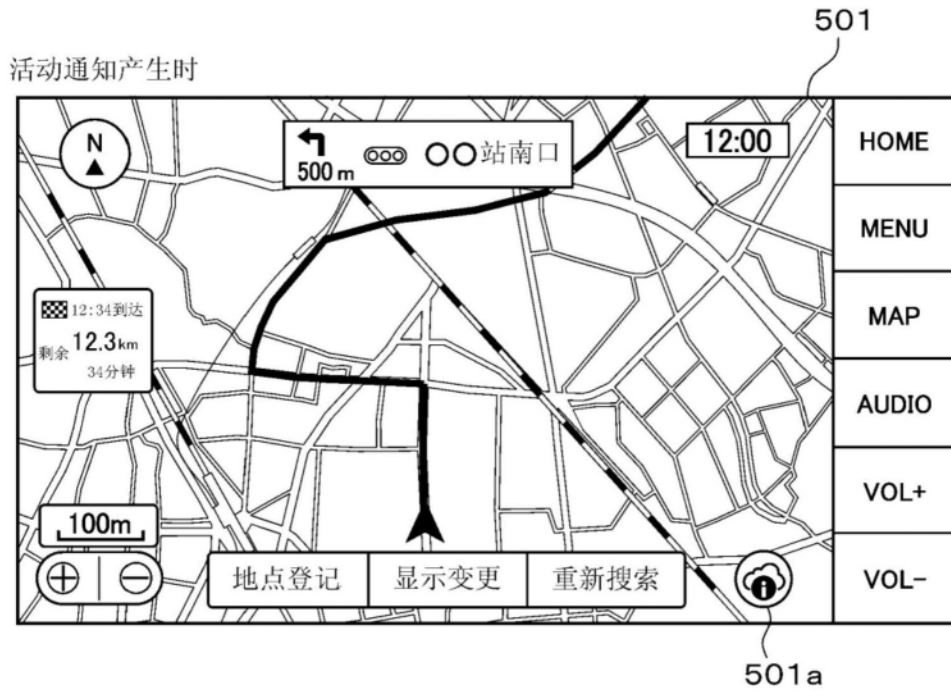 501
活动通知产生时
N
500 m
○○站南口
12:00
HOME
MENU
MAP
AUDIO
VOL+
VOL-
12:34到达
剩余 12.3km
34分钟
100m
地点登记 显示变更 重新搜索
501a